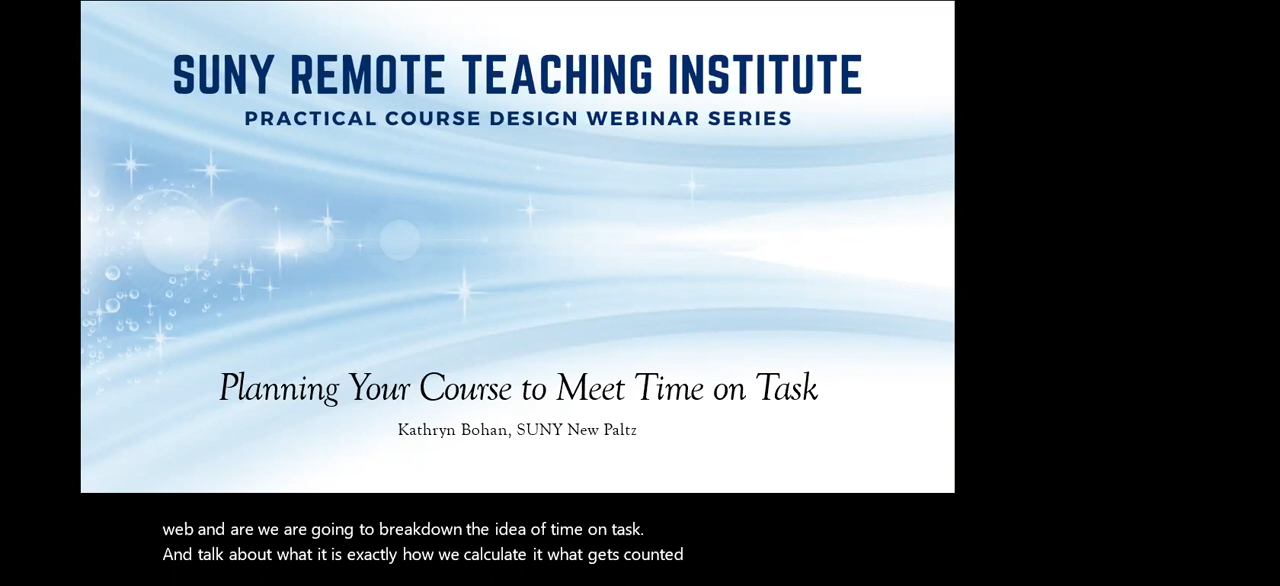 SUNY REMOTE TEACHING INSTITUTE
PRACTICAL COURSE DESIGN WEBINAR SERIES
Planning Your Course to Meet Time on Task
Kathryn Bohan, SUNY New Paltz
web and are we are going to breakdown the idea of time on task.
And talk about what it is exactly how we calculate it what gets counted